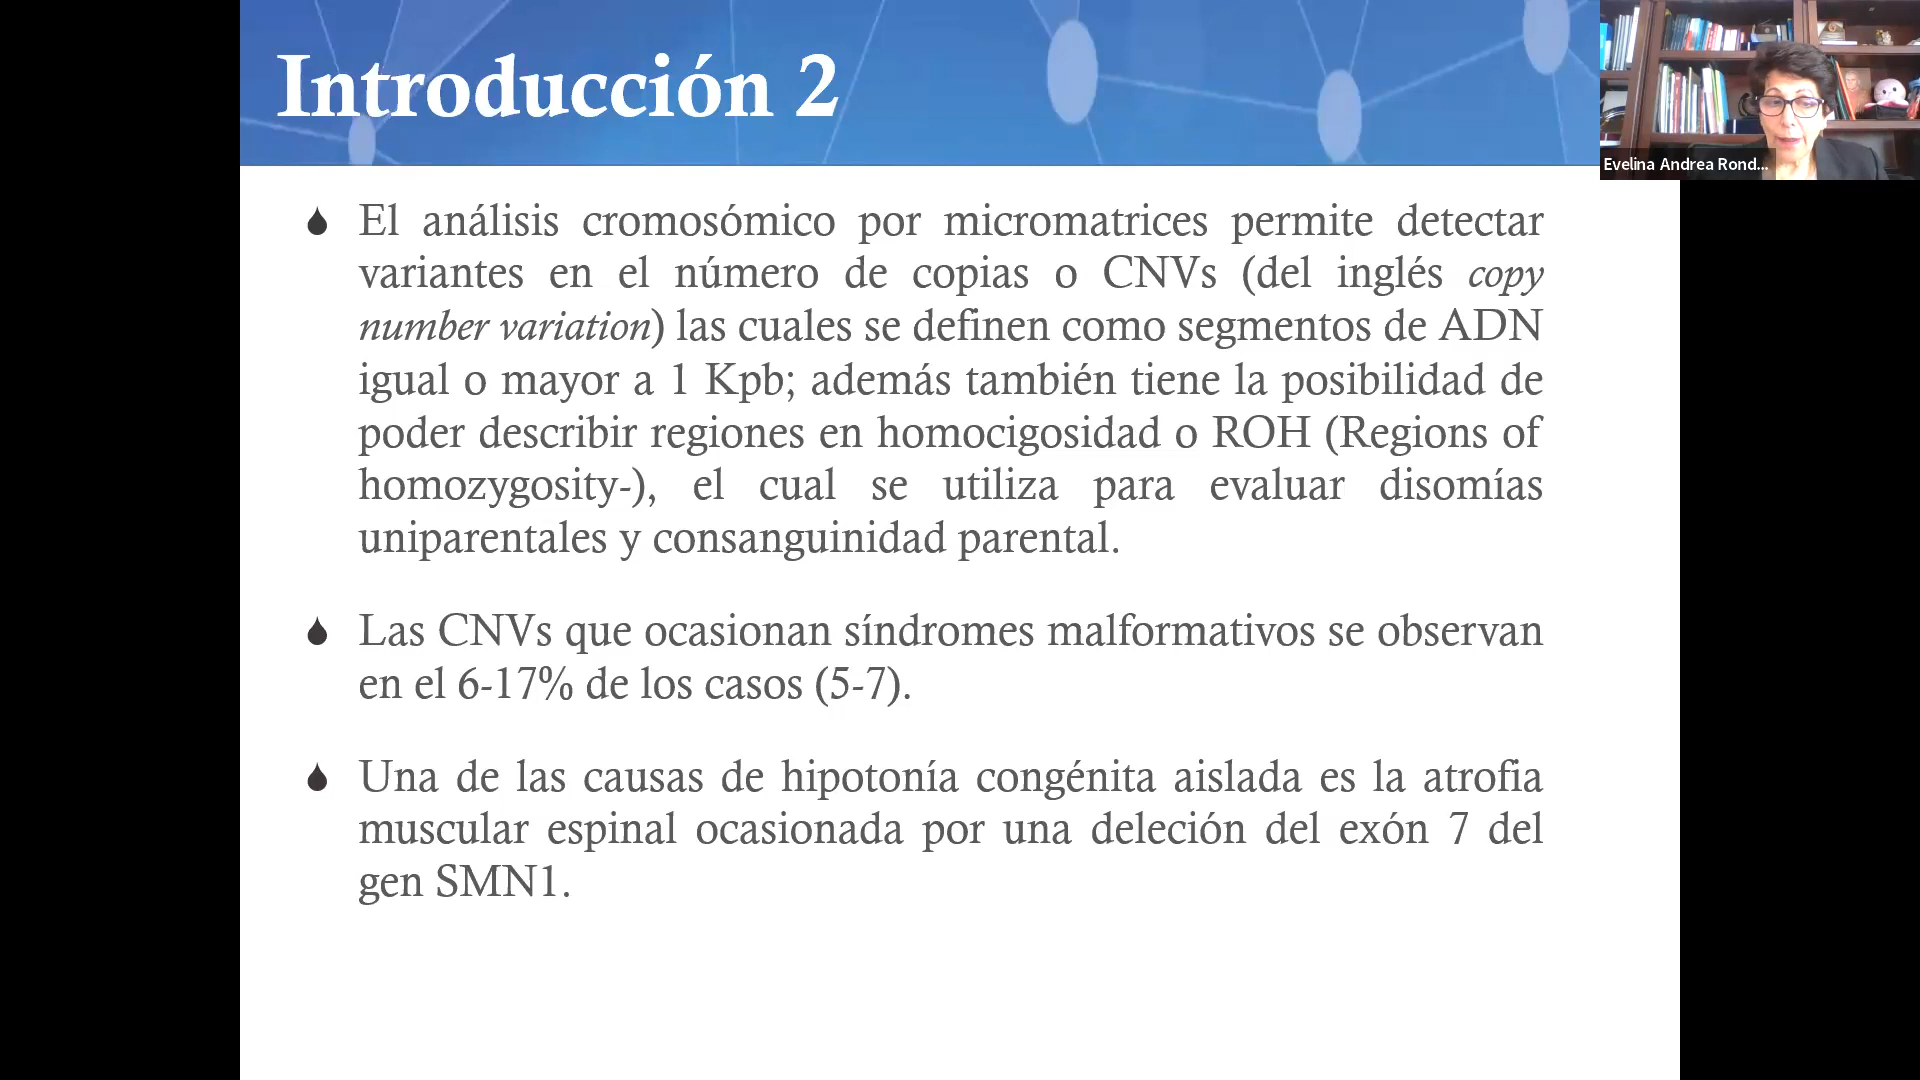 Introducción 2
Evelina Andrea Rond...
El análisis cromosómico por micromatrices permite detectar
variantes en el número de copias o CNVs (del inglés copy
number variation) las cuales se definen como segmentos de ADN
igual o mayor a 1 Kpb; además también tiene la posibilidad de
poder describir regiones en homocigosidad o ROH (Regions of
homozygosity-), el cual se utiliza para evaluar disomías
uniparentales y consanguinidad parental.
Las CNVs que ocasionan síndromes malformativos se observan
en el 6-17% de los casos (5-7).
Una de las causas de hipotonía congénita aislada es la atrofia
muscular espinal ocasionada por una deleción del exón 7 del
gen SMN1.